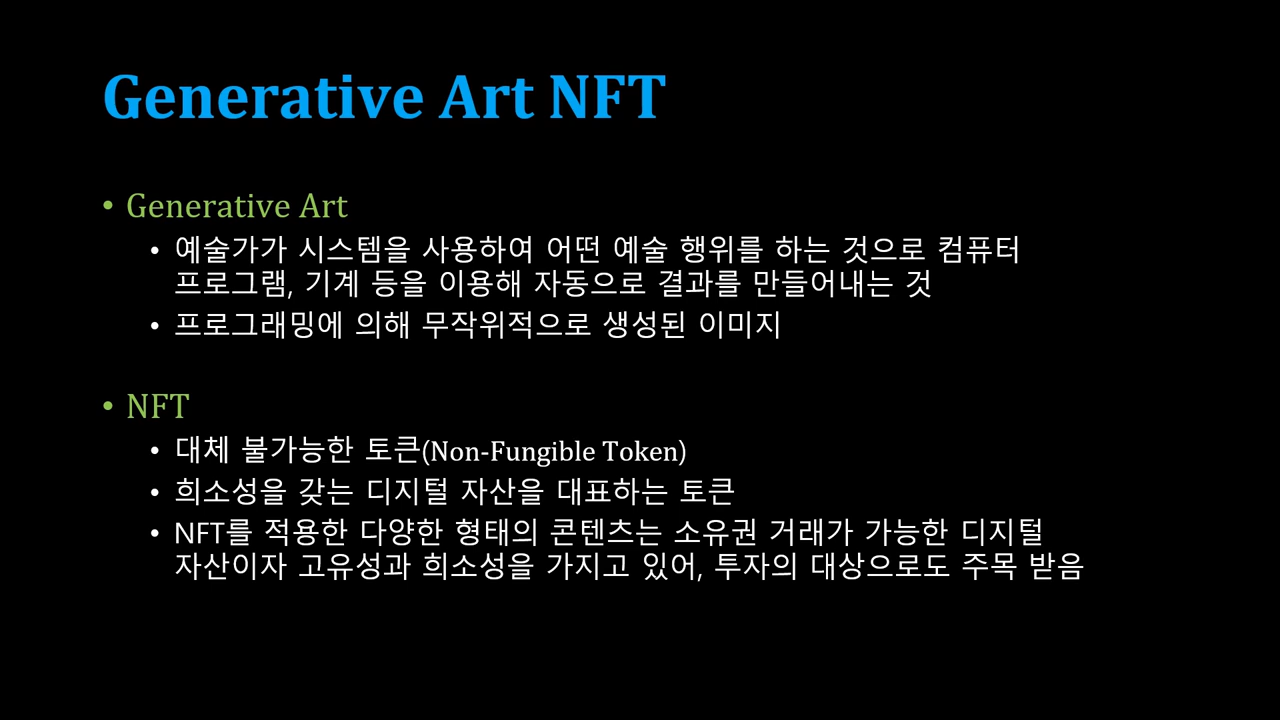 Generative Art NFT
• Generative Art
• 예술가가 시스템을 사용하여 어떤 예술 행위를 하는 것으로 컴퓨터
프로그램, 기계 등을 이용해 자동으로 결과를 만들어내는 것
• 프로그래밍에 의해 무작위적으로 생성된 이미지
• NFT
• 대체 불가능한 토큰(Non-Fungible Token)
• 희소성을 갖는 디지털 자산을 대표하는 토큰
• NFT를 적용한 다양한 형태의 콘텐츠는 소유권 거래가 가능한 디지털
자산이자 고유성과 희소성을 가지고 있어, 투자의 대상으로도 주목 받음